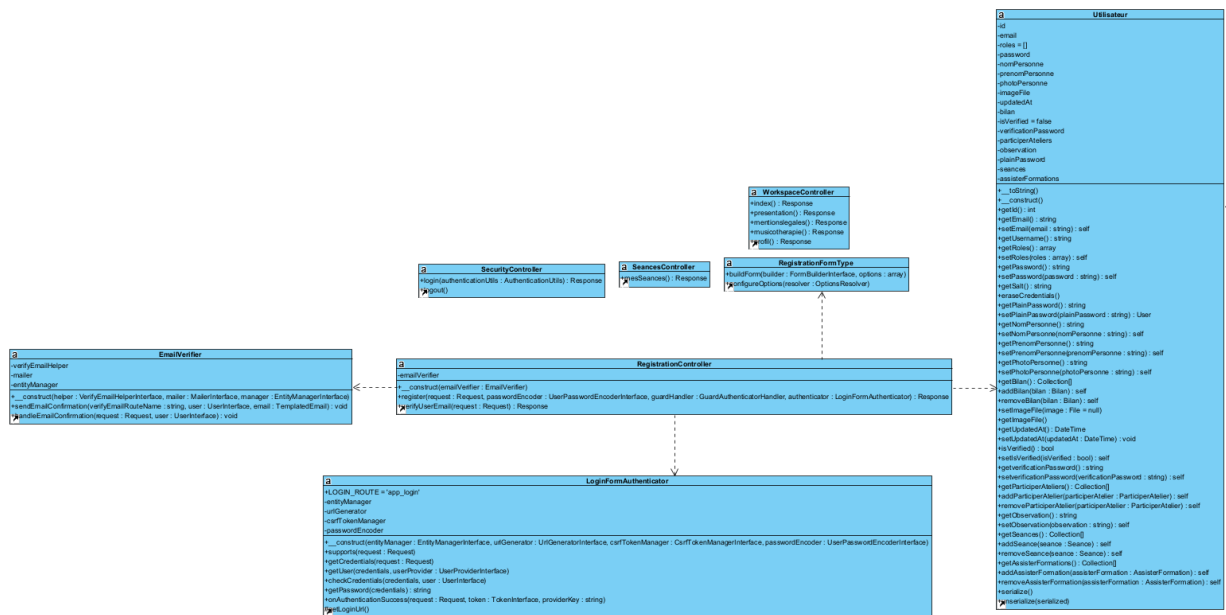 a Utilisateur
-id
-email
-roles = []
-password
-nomPersonne
-prenomPersonne
-photoPersonne
-imageFile
-updatedAt
-bilan
-isVerified = false
-verificationPassword
-participerAteliers
-observation
-plainPassword
-seances
-assisterFormations
+__toString()
+__construct()
+getId() : int
+getEmail() : string
+setEmail(email : string) : self
+getUsername() : string
+getRoles() : array
+setRoles(roles : array) : self
+getPassword() : string
+setPassword(password : string) : self
+getSalt() : string
+eraseCredentials()
+getPlainPassword() : string
+setPlainPassword(plainPassword : string) : User
+getNomPersonne() : string
+setNomPersonne(nomPersonne : string) : self
+getPrenomPersonne() : string
+setPrenomPersonne(prenomPersonne : string) : self
+getPhotoPersonne() : string
+setPhotoPersonne(photoPersonne : string) : self
+getBilan() : Collection[]
+addBilan(bilan : Bilan) : self
+removeBilan(bilan : Bilan) : self
+setImageFile(image : File = null)
+getImageFile()
+getUpdatedAt() : DateTime
+setUpdatedAt(updatedAt : DateTime) : void
+isVerified() : bool
+setIsVerified(isVerified : bool) : self
+getverificationPassword() : string
+setverificationPassword(verificationPassword : string) : self
+getParticiperAteliers() : Collection[]
+addParticiperAtelier(participerAtelier : ParticiperAtelier) : self
+removeParticiperAtelier(participerAtelier : ParticiperAtelier) : self
+getObservation() : string
+setObservation(observation : string) : self
+getSeances() : Collection[]
+addSeance(seance : Seance) : self
+removeSeance(seance : Seance) : self
+getAssisterFormations() : Collection[]
+addAssisterFormation(assisterFormation : AssisterFormation) : self
+removeAssisterFormation(assisterFormation : AssisterFormation) : self
+serialize()
nserialize(serialized)
a WorkspaceController
+index() : Response
+presentation() : Response
+mentionslegales() : Response
+musicotherapie() : Response
rofil() : Response
a SecurityController
+login(authenticationUtils : AuthenticationUtils) : Response
ogout()
a SeancesController
mesSeances() : Response
a RegistrationFormType
+buildForm(builder : FormBuilderInterface, options : array)
onfigureOptions(resolver : OptionsResolver)
a EmailVerifier
-verifyEmailHelper
-mailer
-entityManager
+__construct(helper : VerifyEmailHelperInterface, mailer : MailerInterface, manager : EntityManagerInterface)
+sendEmailConfirmation(verifyEmailRouteName : string, user : UserInterface, email : TemplatedEmail) : void
andleEmailConfirmation(request : Request, user : UserInterface) : void
a RegistrationController
-emailVerifier
+__construct(emailVerifier : EmailVerifier)
+register(request : Request, passwordEncoder : UserPasswordEncoderInterface, guardHandler : GuardAuthenticatorHandler, authenticator : LoginFormAuthenticator) : Response
erifyUserEmail(request : Request) : Response
a LoginFormAuthenticator
+LOGIN_ROUTE = 'app_login'
-entityManager
-urlGenerator
-csrfTokenManager
-passwordEncoder
+__construct(entityManager : EntityManagerInterface, urlGenerator : UrlGeneratorInterface, csrfTokenManager : CsrfTokenManagerInterface, passwordEncoder : UserPasswordEncoderInterface)
+supports(request : Request)
+getCredentials(request : Request)
+getUser(credentials, userProvider : UserProviderInterface)
+checkCredentials(credentials, user : UserInterface)
+getPassword(credentials) : string
+onAuthenticationSuccess(request : Request, token : TokenInterface, providerKey : string)
#getLoginUrl()